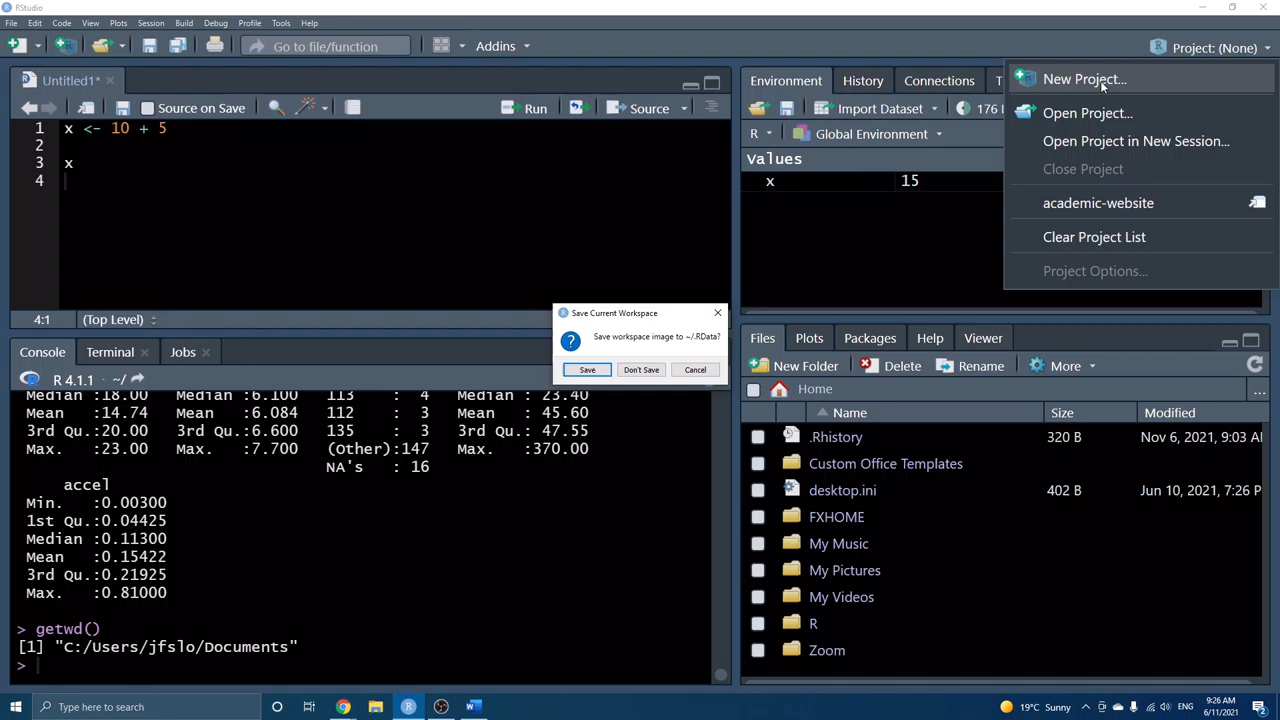 RStudio
File Edit Code View Plots Session Build Debug Profile Tools Help
Go to file/function
Addins
Project: (None)
Untitled1*
Source on Save
Run
Source
1 x <- 10 + 5
2
3 x
4
4:1 (Top Level)
Environment History Connections T
Import Dataset
176
R
Global Environment
Values
x 15
New Project...
Open Project...
Open Project in New Session...
Close Project
academic-website
Clear Project List
Project Options...
Save Current Workspace
Save workspace image to ~/.RData?
Save Don't Save Cancel
Console Terminal Jobs
R 4.1.1 · ~/
Median :18.00 Median :6.100 113 : 4 Median : 23.40
Mean :14.74 Mean :6.084 112 : 3 Mean : 45.60
3rd Qu.:20.00 3rd Qu.:6.600 135 : 3 3rd Qu.: 47.55
Max. :23.00 Max. :7.700 (Other):147 Max. :370.00
NA's : 16
accel
Min. :0.00300
1st Qu.:0.04425
Median :0.11300
Mean :0.15422
3rd Qu.:0.21925
Max. :0.81000
> getwd()
[1] "C:/Users/jfslo/Documents"
>
Files Plots Packages Help Viewer
New Folder Delete Rename More
Home ...
Name Size Modified
.Rhistory 320 B Nov 6, 2021, 9:03 AM
Custom Office Templates
desktop.ini 402 B Jun 10, 2021, 7:26 P
FXHOME
My Music
My Pictures
My Videos
R
Zoom
Type here to search
19°C Sunny
9:26 AM
6/11/2021
2